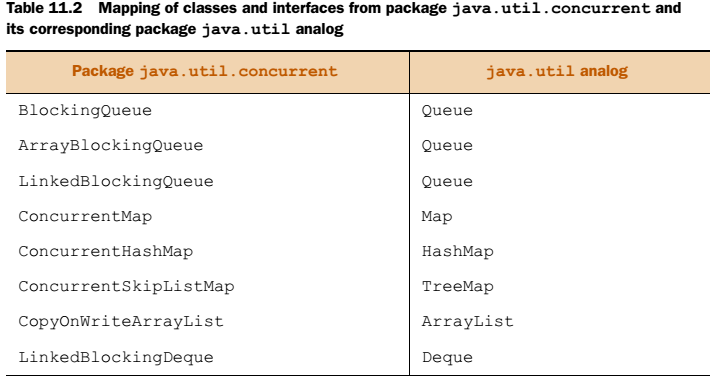 Table 11.2 Mapping of classes and interfaces from package java.util.concurrent and
its corresponding package java.util analog
Package java.util.concurrent java.util analog
BlockingQueue Queue
ArrayBlockingQueue Queue
LinkedBlockingQueue Queue
ConcurrentMap Map
ConcurrentHashMap HashMap
ConcurrentSkipListMap TreeMap
CopyOnWriteArrayList ArrayList
LinkedBlockingDeque Deque